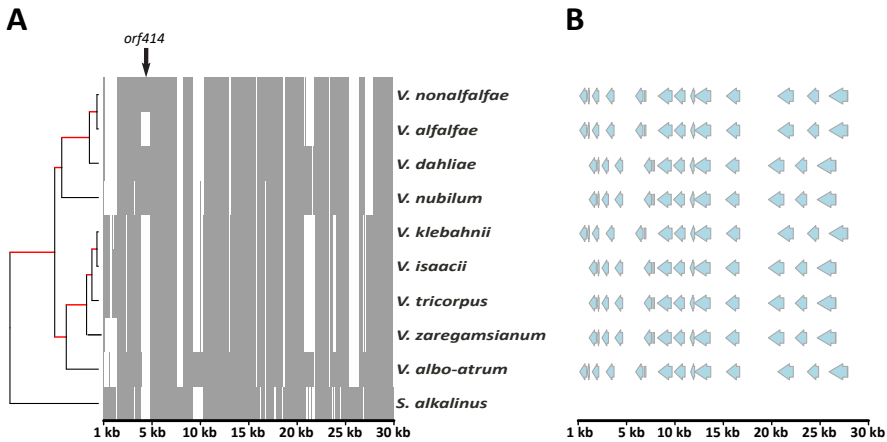 A
B
orf414
V. nonalfalfae
V. alfalfae
V. dahliae
V. nubilum
V. klebahnii
V. isaacii
V. tricorpus
V. zaregamsianum
V. albo-atrum
S. alkalinus
1 kb 5 kb 10 kb 15 kb 20 kb 25 kb 30 kb
1 kb 5 kb 10 kb 15 kb 20 kb 25 kb 30 kb